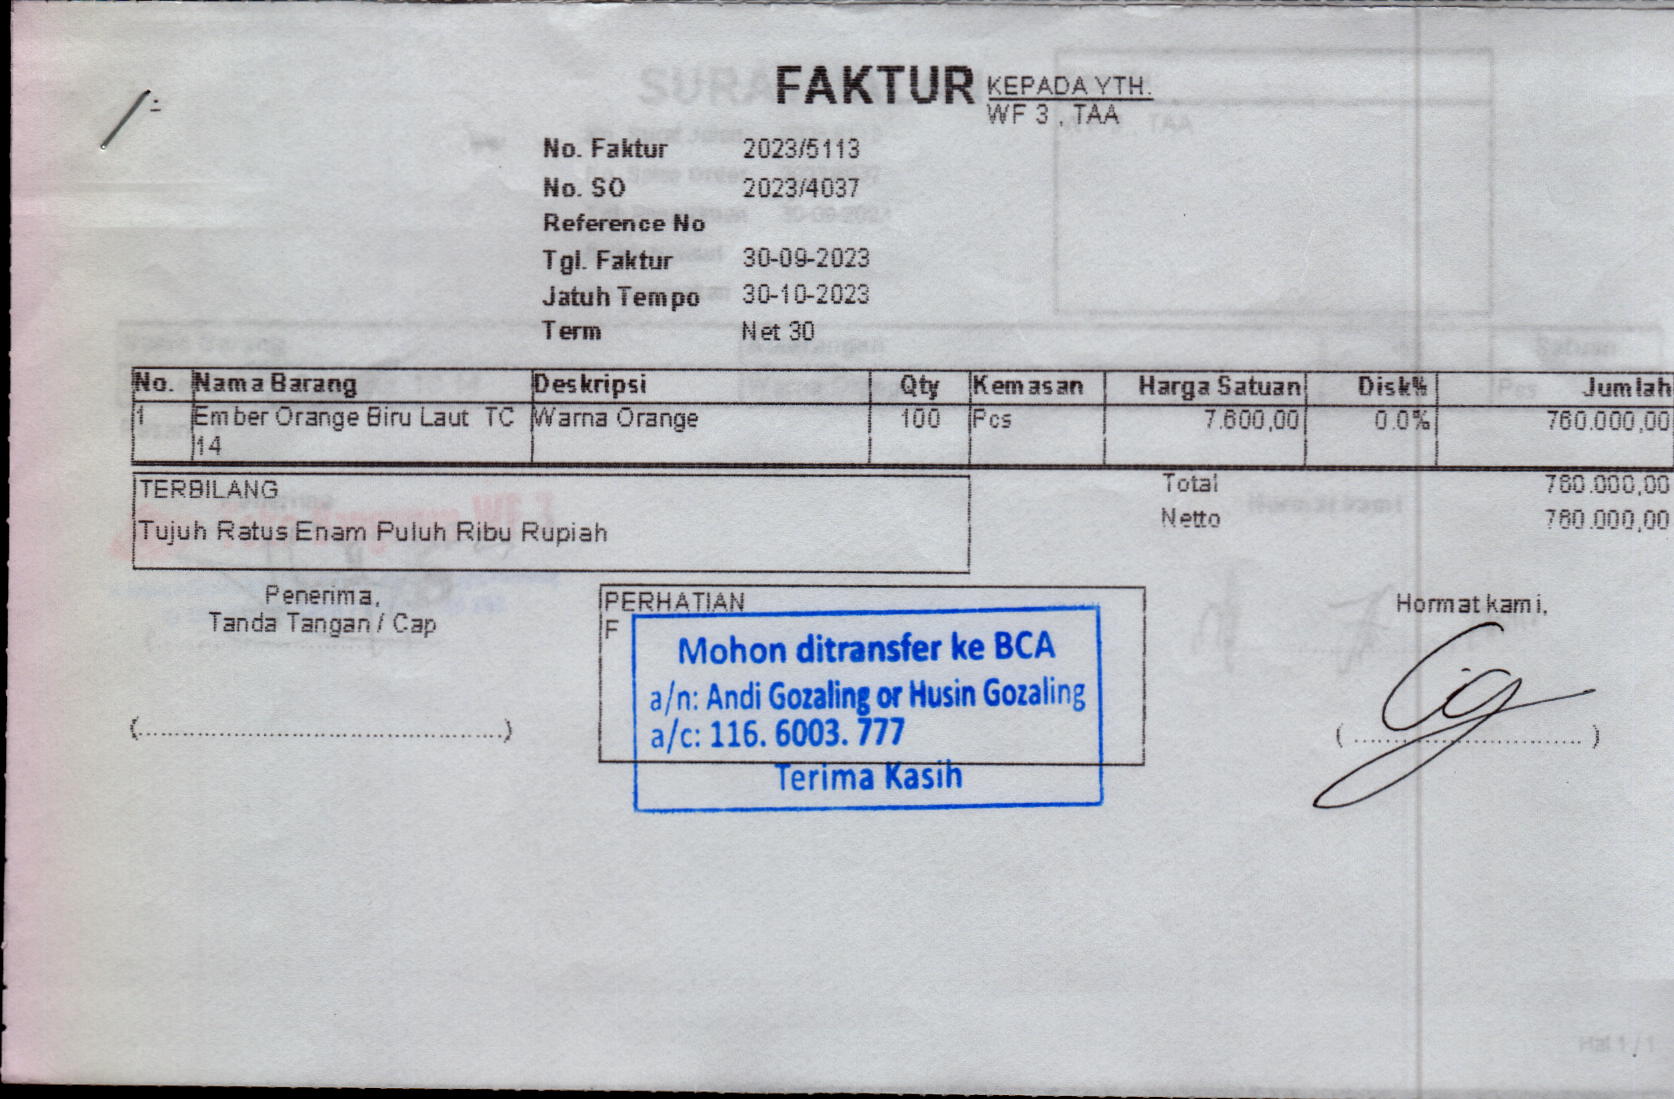 FAKTUR
KEPADA YTH.
WF 3 , TAA
No. Faktur 2023/5113
No. SO 2023/4037
Reference No
Tgl. Faktur 30-09-2023
Jatuh Tempo 30-10-2023
Term Net 30
No. Nama Barang Deskripsi Qty Kemasan Harga Satuan Disk% Jumlah
1 Ember Orange Biru Laut TC Warna Orange 100 Pcs 7.600,00 0.0% 760.000,00
14
TERBILANG
Tujuh Ratus Enam Puluh Ribu Rupiah
Total 760.000,00
Netto 760.000,00
Penerima,
Tanda Tangan / Cap
(..................................................)
PERHATIAN
F
Mohon ditransfer ke BCA
a/n: Andi Gozaling or Husin Gozaling
a/c: 116. 6003. 777
Terima Kasih
Hormat kami,
( ................................ )
Hal 1 / 1